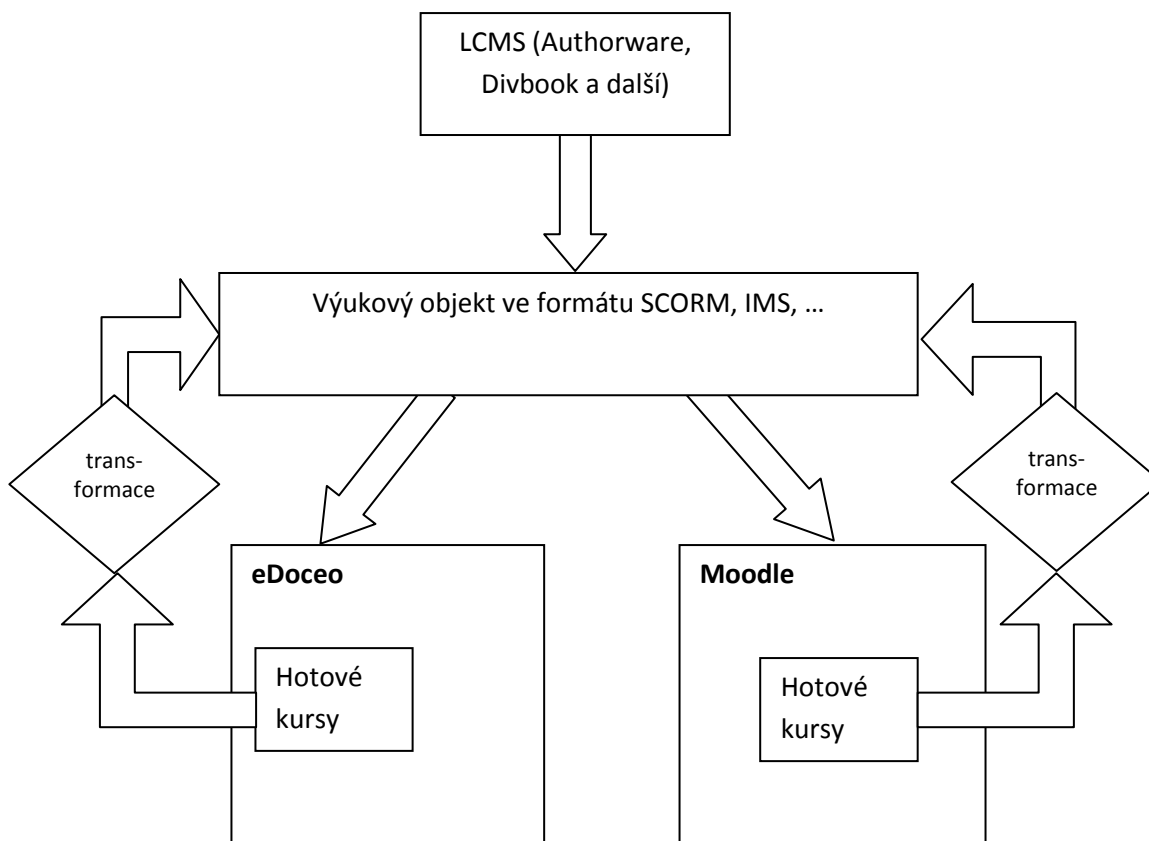 LCMS (Authorware,
Divbook a další)
Výukový objekt ve formátu SCORM, IMS, …
trans-
formace
trans-
formace
eDoceo
Moodle
Hotové
kursy
Hotové
kursy